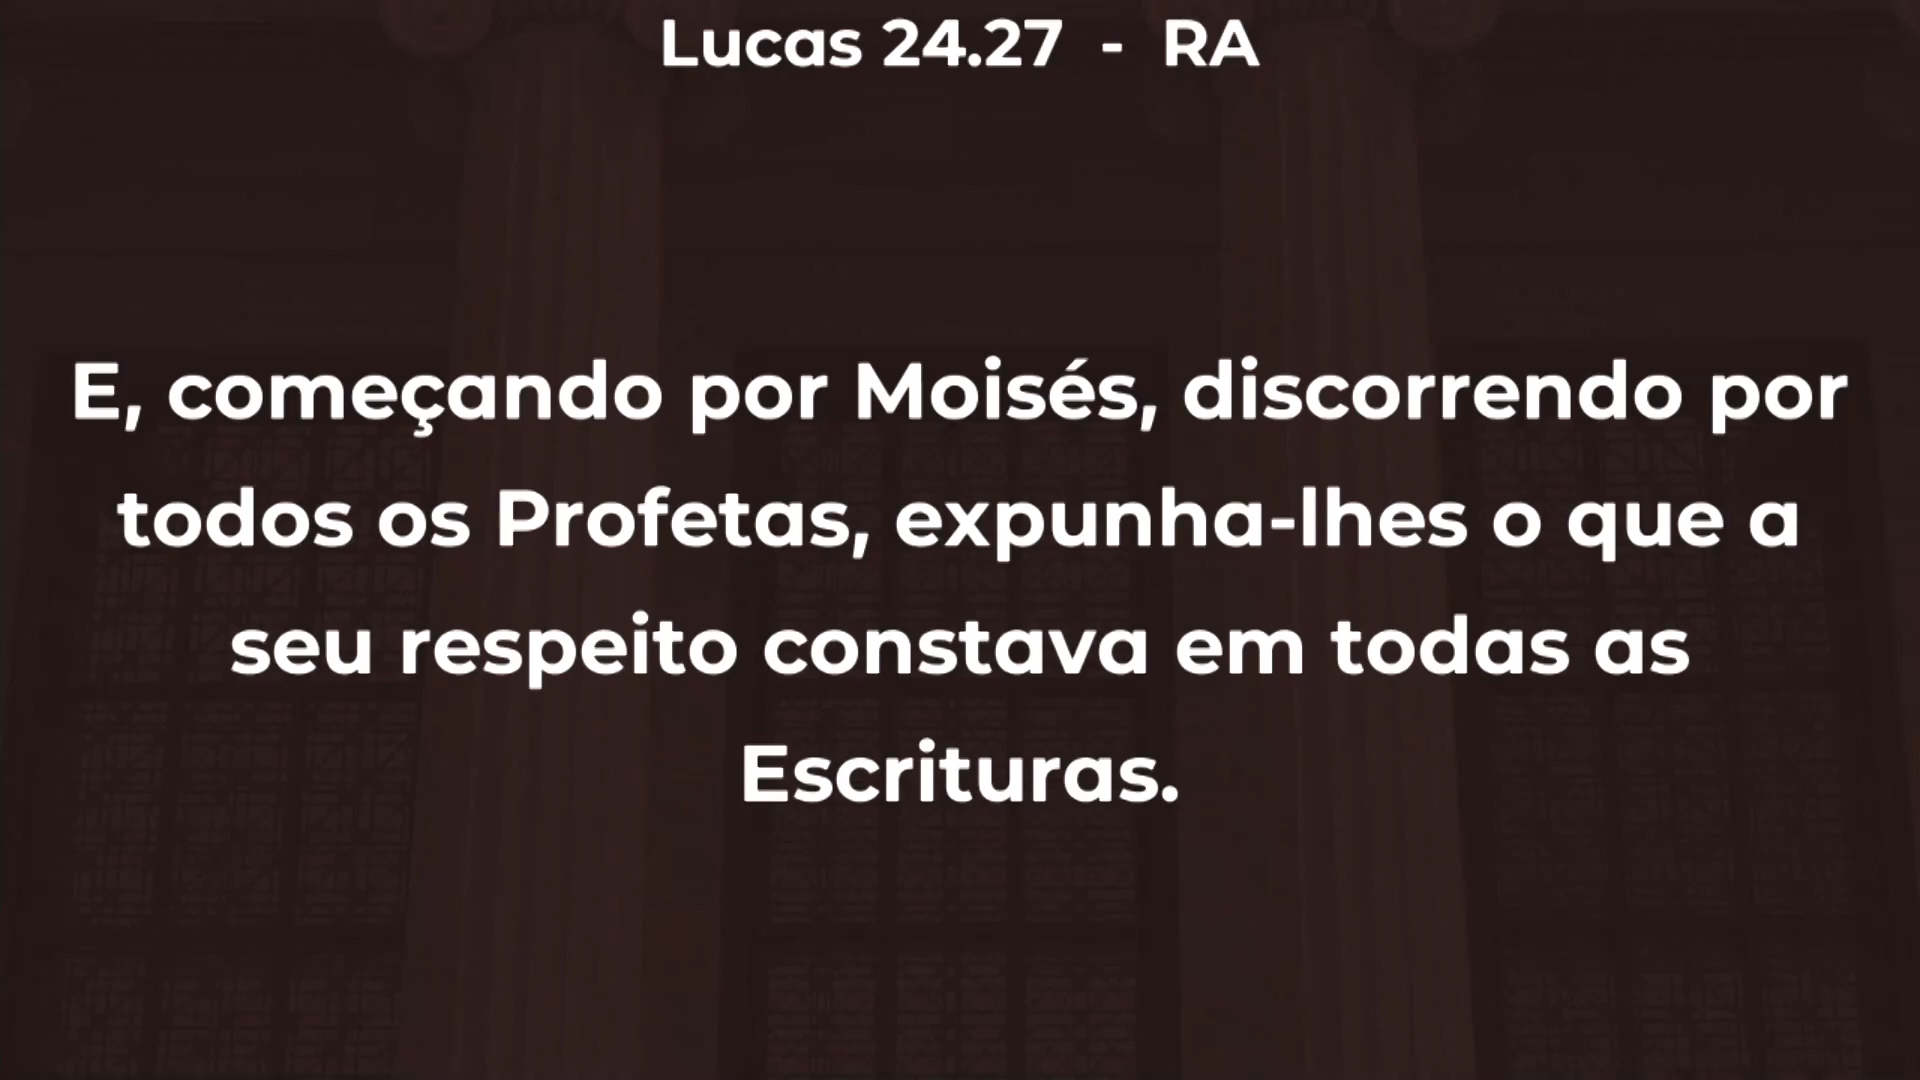 Lucas 24.27 - RA
E, começando por Moisés, discorrendo por
todos os Profetas, expunha-lhes o que a
seu respeito constava em todas as
Escrituras.